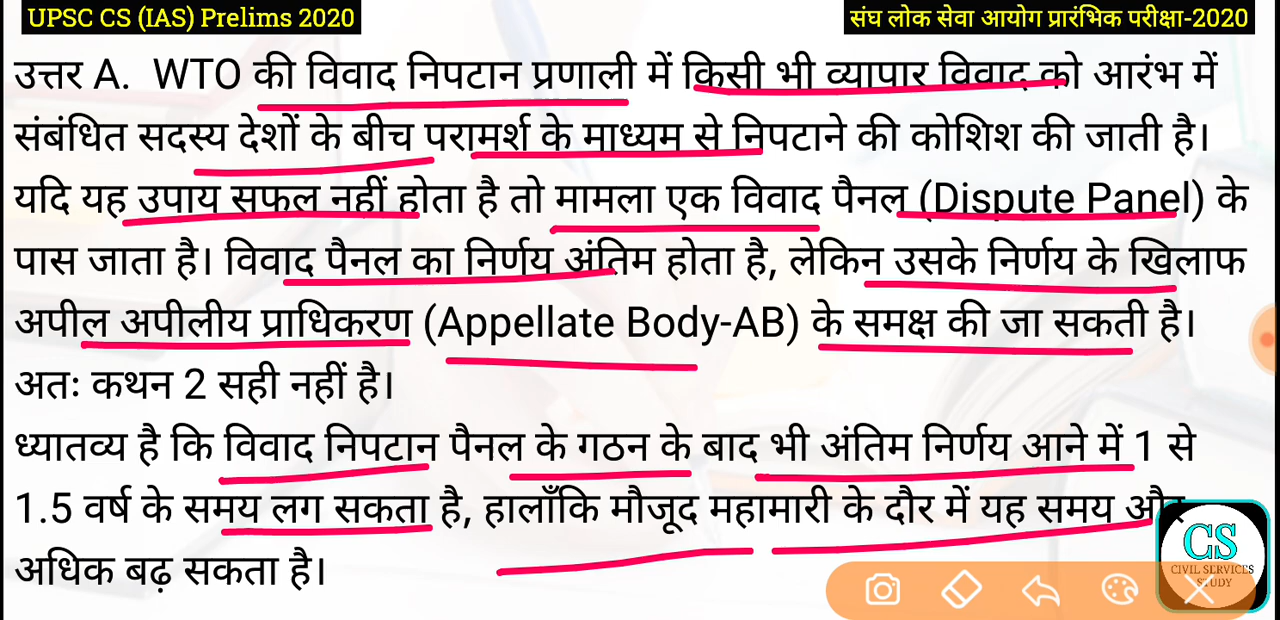 UPSC CS (IAS) Prelims 2020
संघ लोक सेवा आयोग प्रारंभिक परीक्षा-2020
उत्तर A. WTO की विवाद निपटान प्रणाली में किसी भी व्यापार विवाद को आरंभ में
संबंधित सदस्य देशों के बीच परामर्श के माध्यम से निपटाने की कोशिश की जाती है।
यदि यह उपाय सफल नहीं होता है तो मामला एक विवाद पैनल (Dispute Panel) के
पास जाता है। विवाद पैनल का निर्णय अंतिम होता है, लेकिन उसके निर्णय के खिलाफ
अपील अपीलीय प्राधिकरण (Appellate Body-AB) के समक्ष की जा सकती है।
अतः कथन 2 सही नहीं है।
ध्यातव्य है कि विवाद निपटान पैनल के गठन के बाद भी अंतिम निर्णय आने में 1 से
1.5 वर्ष के समय लग सकता है, हालाँकि मौजूद महामारी के दौर में यह समय और
अधिक बढ़ सकता है।
CS
CIVIL SERVICES
STUDY